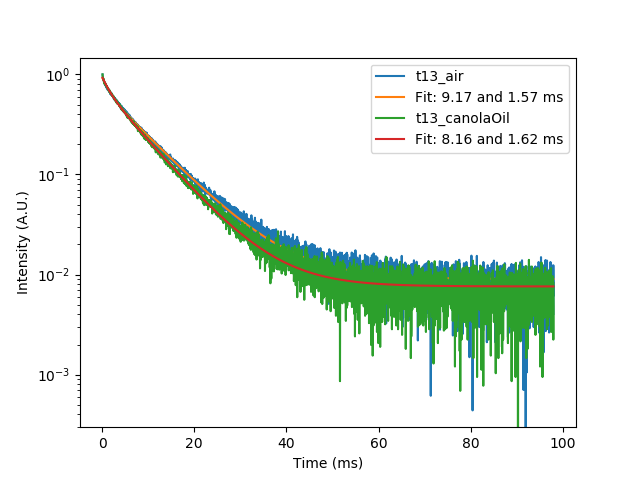 t13_air
Fit: 9.17 and 1.57 ms
t13_canolaOil
Fit: 8.16 and 1.62 ms
10⁰
10⁻¹
10⁻²
10⁻³
Intensity (A.U.)
0 20 40 60 80 100
Time (ms)